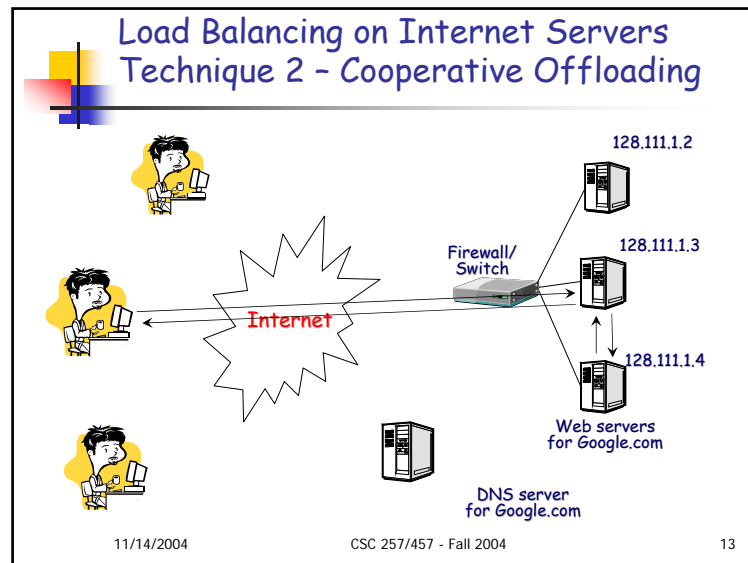 Load Balancing on Internet Servers
Technique 2 – Cooperative Offloading
128.111.1.2
Firewall/
Switch
128.111.1.3
Internet
128.111.1.4
Web servers
for Google.com
DNS server
for Google.com
11/14/2004
CSC 257/457 - Fall 2004
13